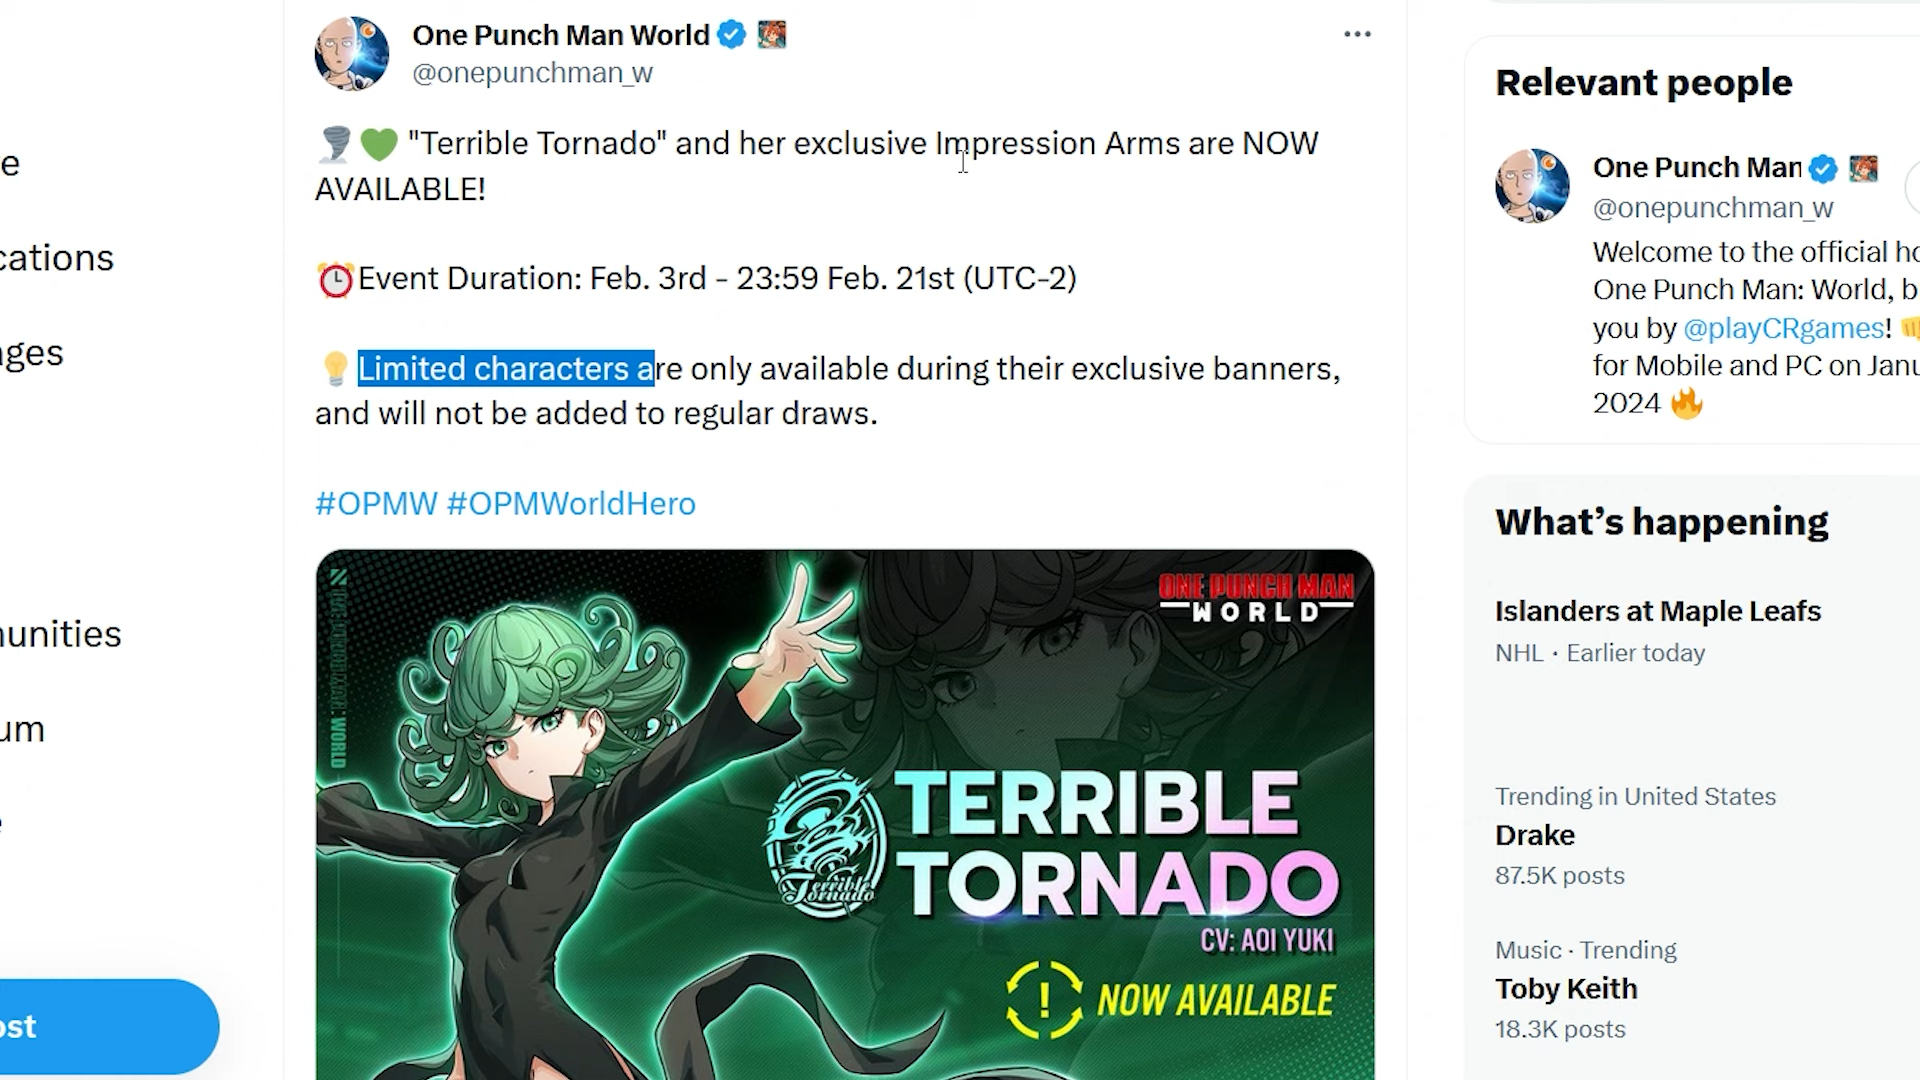 One Punch Man World
@onepunchman_w
"Terrible Tornado" and her exclusive Impression Arms are NOW
AVAILABLE!
Event Duration: Feb. 3rd - 23:59 Feb. 21st (UTC-2)
Limited characters are only available during their exclusive banners,
and will not be added to regular draws.
#OPMW #OPMWorldHero
ONE PUNCH MAN
WORLD
WORLD
Terrible
Tornado
TERRIBLE
TORNADO
CV: AOI YUKI
! NOW AVAILABLE
e
cations
ges
unities
um
e
ost
Relevant people
One Punch Man
@onepunchman_w
Welcome to the official ho
One Punch Man: World, b
you by @playCRgames!
for Mobile and PC on Janu
2024
What's happening
Islanders at Maple Leafs
NHL · Earlier today
Trending in United States
Drake
87.5K posts
Music · Trending
Toby Keith
18.3K posts